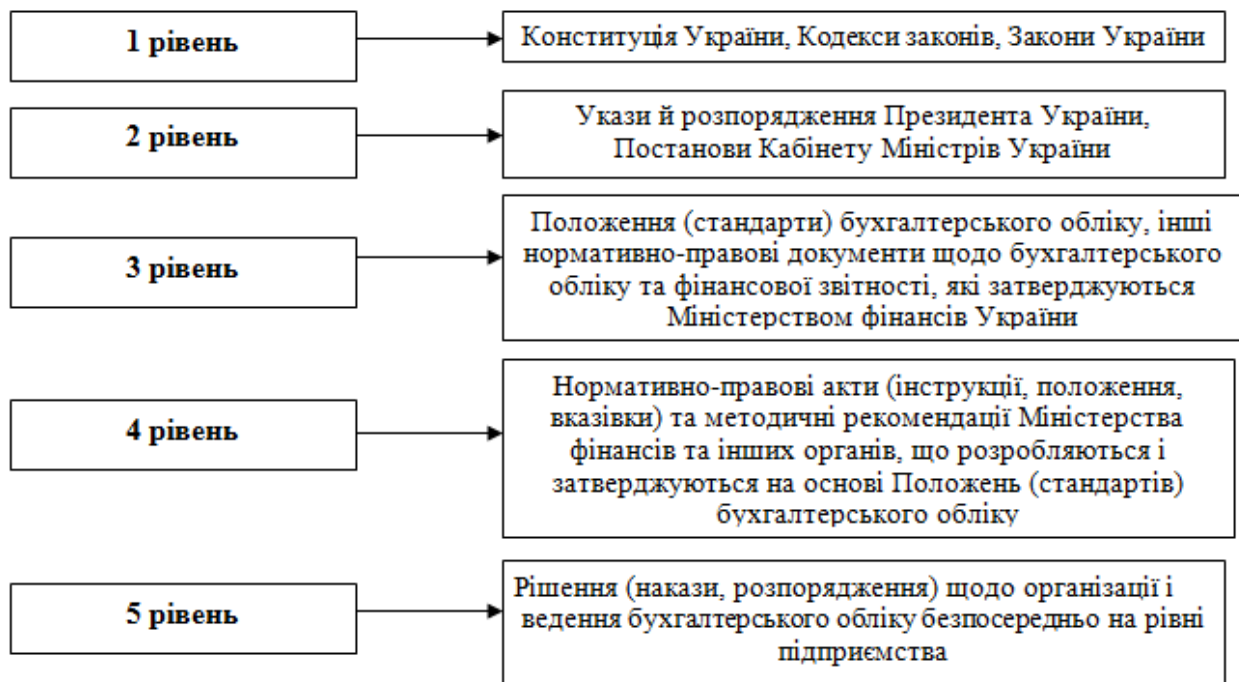 1 рівень
Конституція України, Кодекси законів, Закони України
2 рівень
Укази й розпорядження Президента України,
Постанови Кабінету Міністрів України
3 рівень
Положення (стандарти) бухгалтерського обліку, інші
нормативно-правові документи щодо бухгалтерського
обліку та фінансової звітності, які затверджуються
Міністерством фінансів України
4 рівень
Нормативно-правові акти (інструкції, положення,
вказівки) та методичні рекомендації Міністерства
фінансів та інших органів, що розробляються і
затверджуються на основі Положень (стандартів)
бухгалтерського обліку
5 рівень
Рішення (накази, розпорядження) щодо організації і
ведення бухгалтерського обліку безпосередньо на рівні
підприємства